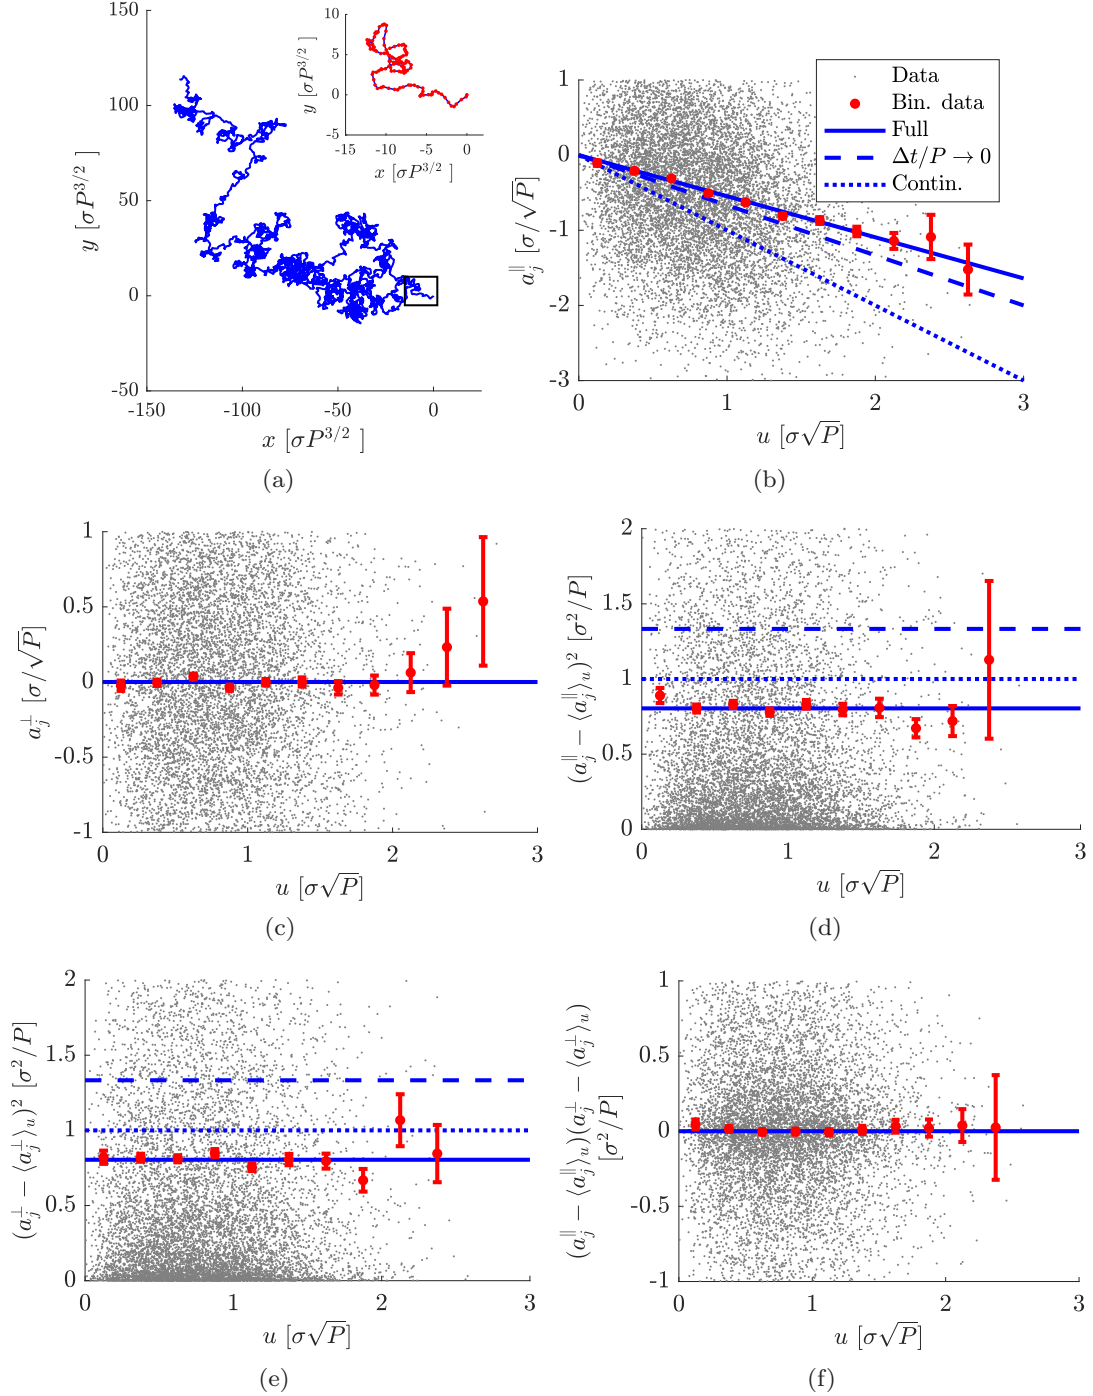 150
100
50
0
-50
y [σP^{3/2} ]
-150 -100 -50 0
x [σP^{3/2} ]
10
5
0
-5
y [σP^{3/2}]
-15 -10 -5 0
x [σP^{3/2}]
(a)
1
0
-1
-2
-3
a_j^∥ [σ/√P]
Data
Bin. data
Full
Δt/P → 0
Contin.
0 1 2 3
u [σ√P]
(b)
1
0.5
0
-0.5
-1
a_j^⊥ [σ/√P]
0 1 2 3
u [σ√P]
(c)
2
1.5
1
0.5
0
(a_j^∥ − ⟨a_j^∥⟩_u)^2 [σ^2/P]
0 1 2 3
u [σ√P]
(d)
2
1.5
1
0.5
0
(a_j^⊥ − ⟨a_j^⊥⟩_u)^2 [σ^2/P]
0 1 2 3
u [σ√P]
(e)
1
0.5
0
-0.5
-1
(a_j^∥ − ⟨a_j^∥⟩_u)(a_j^⊥ − ⟨a_j^⊥⟩_u)
[σ^2/P]
0 1 2 3
u [σ√P]
(f)